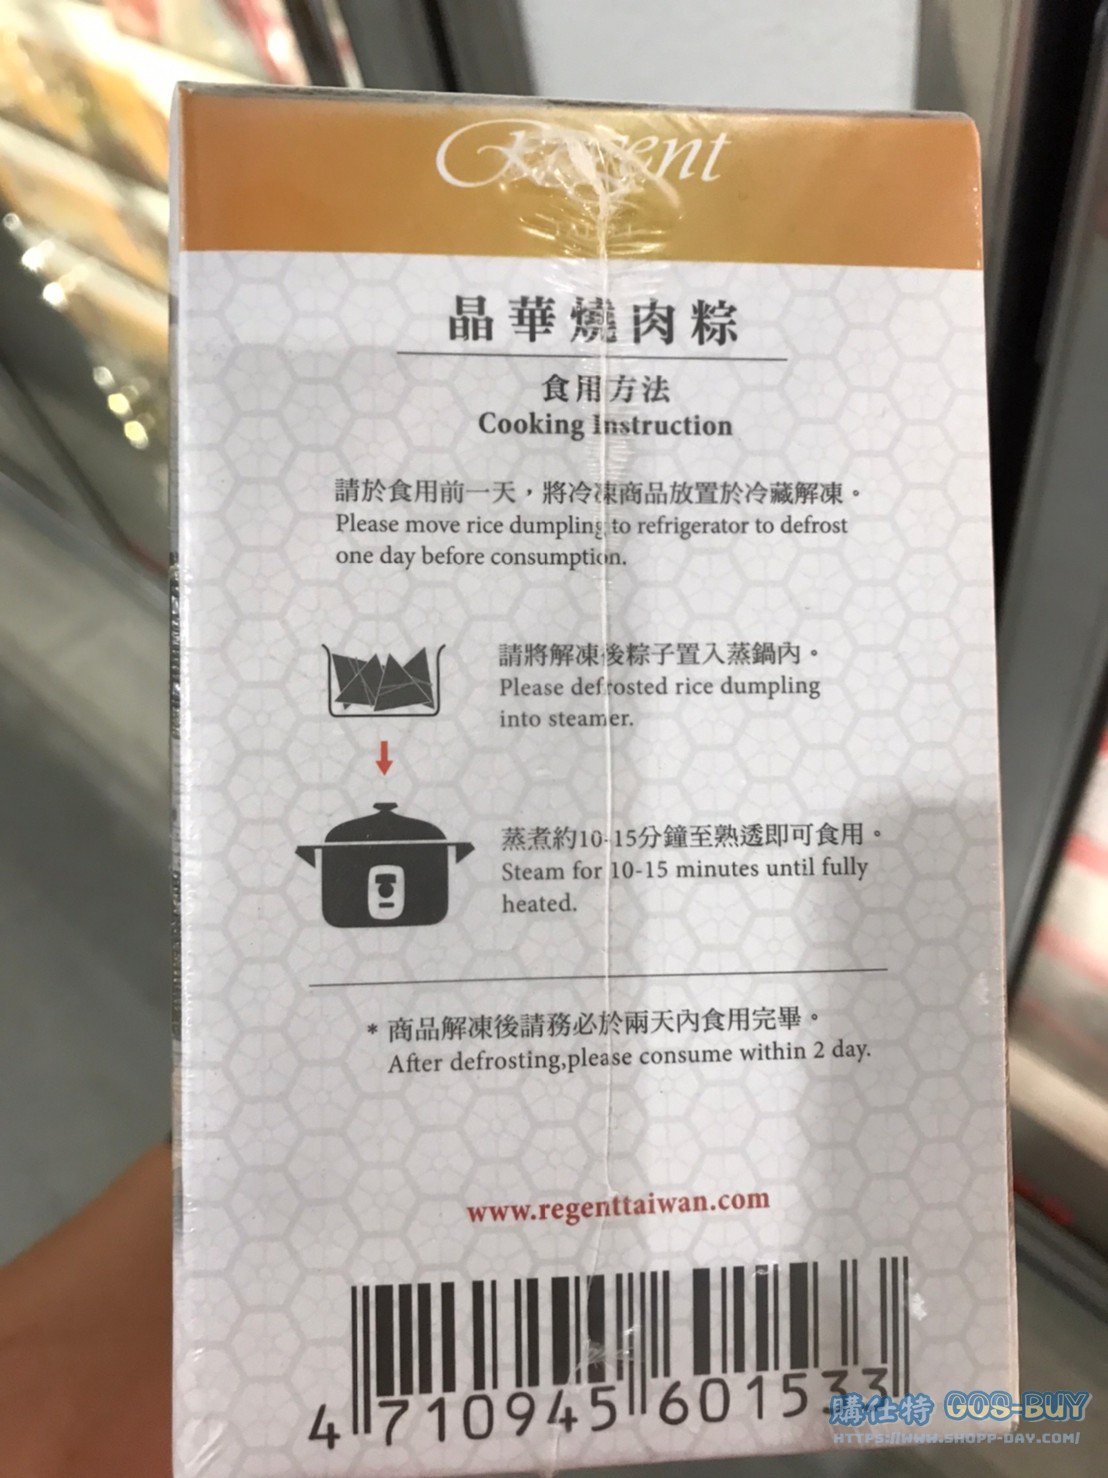 Regent
晶華燒肉粽
食用方法
Cooking Instruction
請於食用前一天，將冷凍商品放置於冷藏解凍。
Please move rice dumpling to refrigerator to defrost
one day before consumption.
請將解凍後粽子置入蒸鍋內。
Please defrosted rice dumpling
into steamer.
蒸煮約10-15分鐘至熟透即可食用。
Steam for 10-15 minutes until fully
heated.
* 商品解凍後請務必於兩天內食用完畢。
After defrosting,please consume within 2 day.
www.regenttaiwan.com
4 710945 601533
購仕特 GOS-BUY
HTTPS://WWW.SHOPP-DAY.COM/